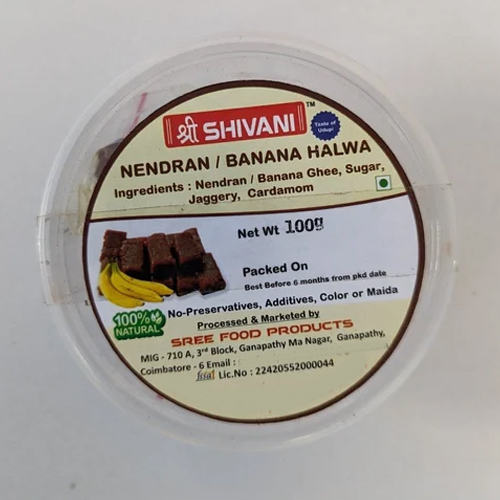 श्री SHIVANI TM
Taste of
Udupi
NENDRAN / BANANA HALWA
Ingredients : Nendran / Banana Ghee, Sugar,
Jaggery, Cardamom
Net Wt 100g
Packed On
Best Before 6 months from pkd date
No-Preservatives, Additives, Color or Maida
100%
NATURAL
Processed & Marketed by
SREE FOOD PRODUCTS
MIG - 710 A, 3rd Block, Ganapathy Ma Nagar, Ganapathy,
Coimbatore - 6 Email :
fssai Lic.No : 22420552000044